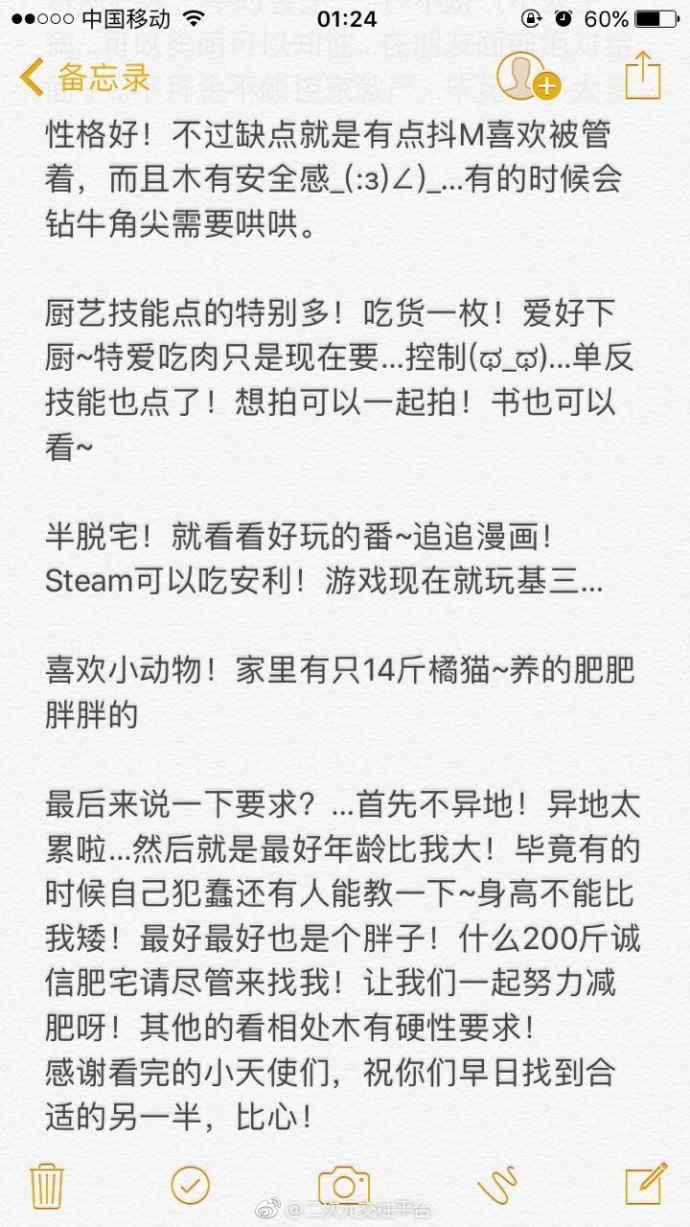 中国移动 01:24 60%
备忘录
性格好！不过缺点就是有点抖M喜欢被管
着，而且木有安全感_(:з)∠)_...有的时候会
钻牛角尖需要哄哄。
厨艺技能点的特别多！吃货一枚！爱好下
厨~特爱吃肉只是现在要...控制(ಥ_ಥ)...单反
技能也点了！想拍可以一起拍！书也可以
看~
半脱宅！就看看好玩的番~追追漫画！
Steam可以吃安利！游戏现在就玩基三...
喜欢小动物！家里有只14斤橘猫~养的肥肥
胖胖的
最后来说一下要求？...首先不异地！异地太
累啦...然后就是最好年龄比我大！毕竟有的
时候自己犯蠢还有人能教一下~身高不能比
我矮！最好最好也是个胖子！什么200斤诚
信肥宅请尽管来找我！让我们一起努力减
肥呀！其他的看相处木有硬性要求！
感谢看完的小天使们，祝你们早日找到合
适的另一半，比心！
@二次元交往平台